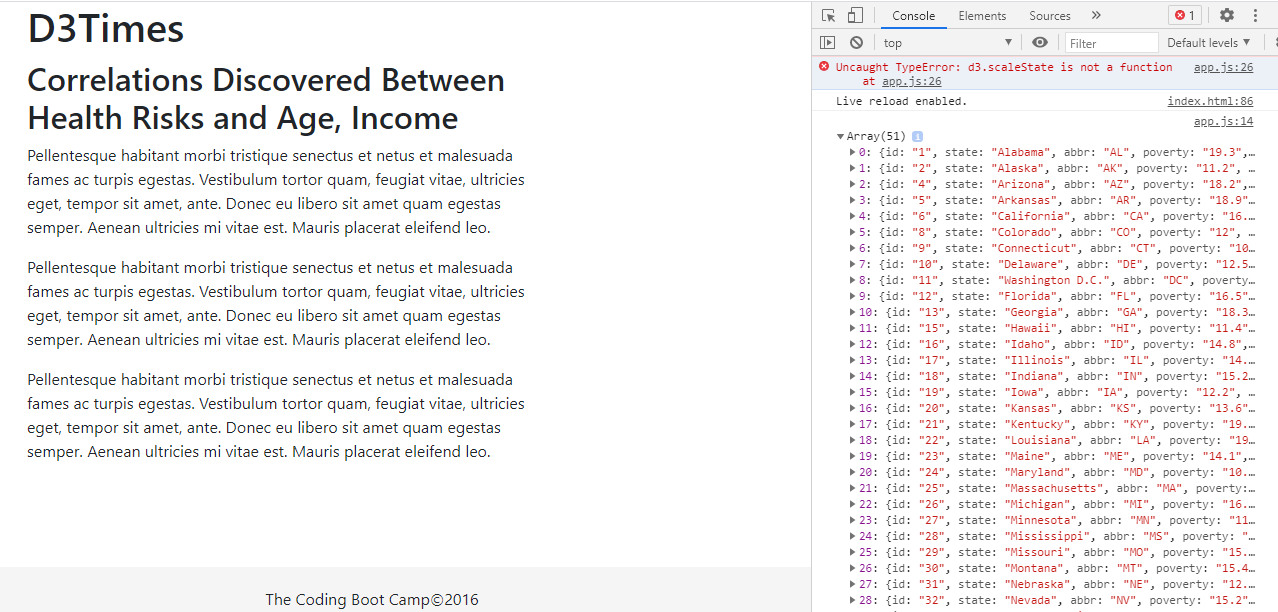 D3Times
Correlations Discovered Between
Health Risks and Age, Income
Pellentesque habitant morbi tristique senectus et netus et malesuada
fames ac turpis egestas. Vestibulum tortor quam, feugiat vitae, ultricies
eget, tempor sit amet, ante. Donec eu libero sit amet quam egestas
semper. Aenean ultricies mi vitae est. Mauris placerat eleifend leo.
Pellentesque habitant morbi tristique senectus et netus et malesuada
fames ac turpis egestas. Vestibulum tortor quam, feugiat vitae, ultricies
eget, tempor sit amet, ante. Donec eu libero sit amet quam egestas
semper. Aenean ultricies mi vitae est. Mauris placerat eleifend leo.
Pellentesque habitant morbi tristique senectus et netus et malesuada
fames ac turpis egestas. Vestibulum tortor quam, feugiat vitae, ultricies
eget, tempor sit amet, ante. Donec eu libero sit amet quam egestas
semper. Aenean ultricies mi vitae est. Mauris placerat eleifend leo.
The Coding Boot Camp©2016
Console Elements Sources » 1
top Filter Default levels
Uncaught TypeError: d3.scaleState is not a function app.js:26
at app.js:26
Live reload enabled. index.html:86
app.js:14
Array(51) i
0: {id: "1", state: "Alabama", abbr: "AL", poverty: "19.3",…
1: {id: "2", state: "Alaska", abbr: "AK", poverty: "11.2", …
2: {id: "4", state: "Arizona", abbr: "AZ", poverty: "18.2",…
3: {id: "5", state: "Arkansas", abbr: "AR", poverty: "18.9"…
4: {id: "6", state: "California", abbr: "CA", poverty: "16.…
5: {id: "8", state: "Colorado", abbr: "CO", poverty: "12", …
6: {id: "9", state: "Connecticut", abbr: "CT", poverty: "10…
7: {id: "10", state: "Delaware", abbr: "DE", poverty: "12.5…
8: {id: "11", state: "Washington D.C.", abbr: "DC", poverty…
9: {id: "12", state: "Florida", abbr: "FL", poverty: "16.5"…
10: {id: "13", state: "Georgia", abbr: "GA", poverty: "18.3…
11: {id: "15", state: "Hawaii", abbr: "HI", poverty: "11.4"…
12: {id: "16", state: "Idaho", abbr: "ID", poverty: "14.8",…
13: {id: "17", state: "Illinois", abbr: "IL", poverty: "14.…
14: {id: "18", state: "Indiana", abbr: "IN", poverty: "15.2…
15: {id: "19", state: "Iowa", abbr: "IA", poverty: "12.2", …
16: {id: "20", state: "Kansas", abbr: "KS", poverty: "13.6"…
17: {id: "21", state: "Kentucky", abbr: "KY", poverty: "19.…
18: {id: "22", state: "Louisiana", abbr: "LA", poverty: "19…
19: {id: "23", state: "Maine", abbr: "ME", poverty: "14.1",…
20: {id: "24", state: "Maryland", abbr: "MD", poverty: "10.…
21: {id: "25", state: "Massachusetts", abbr: "MA", poverty:…
22: {id: "26", state: "Michigan", abbr: "MI", poverty: "16.…
23: {id: "27", state: "Minnesota", abbr: "MN", poverty: "11…
24: {id: "28", state: "Mississippi", abbr: "MS", poverty: "…
25: {id: "29", state: "Missouri", abbr: "MO", poverty: "15.…
26: {id: "30", state: "Montana", abbr: "MT", poverty: "15.4…
27: {id: "31", state: "Nebraska", abbr: "NE", poverty: "12.…
28: {id: "32", state: "Nevada", abbr: "NV", poverty: "15.2"…